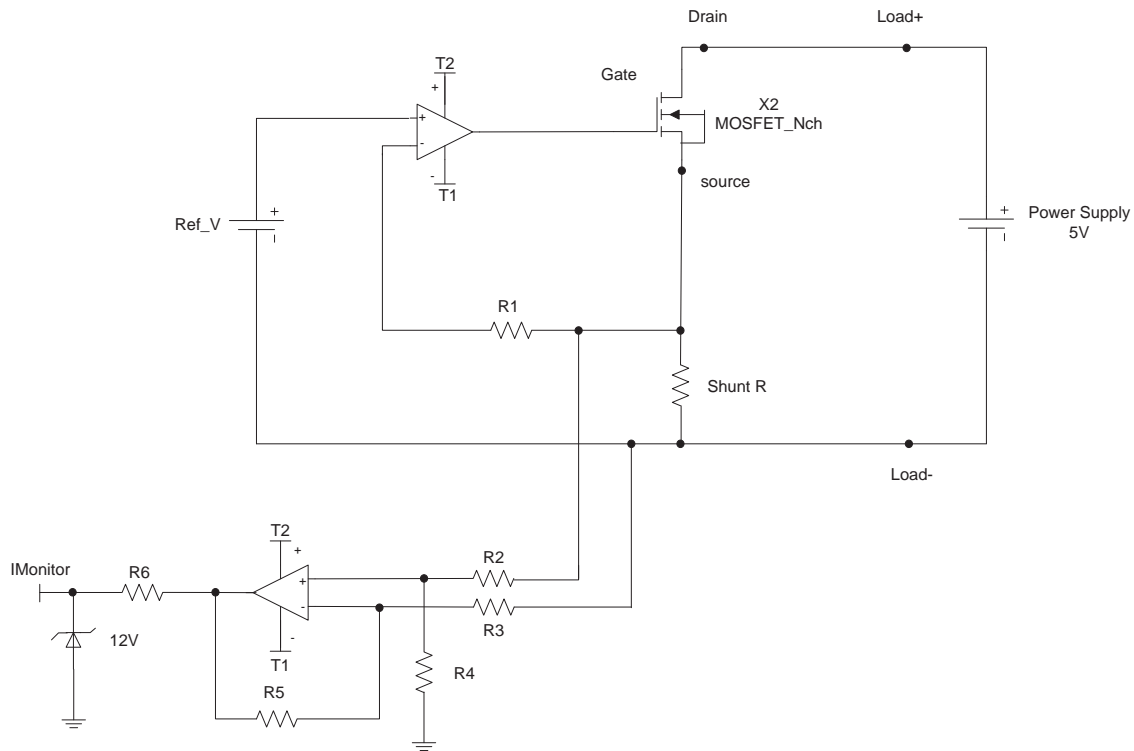 Drain
Load+
T2
Gate
+
X2
MOSFET_Nch
+
-
-
T1
source
Ref_V
+
-
Power Supply
5V
+
-
R1
Shunt R
Load-
T2
+
IMonitor
R6
R2
+
-
R3
12V
-
T1
R4
R5